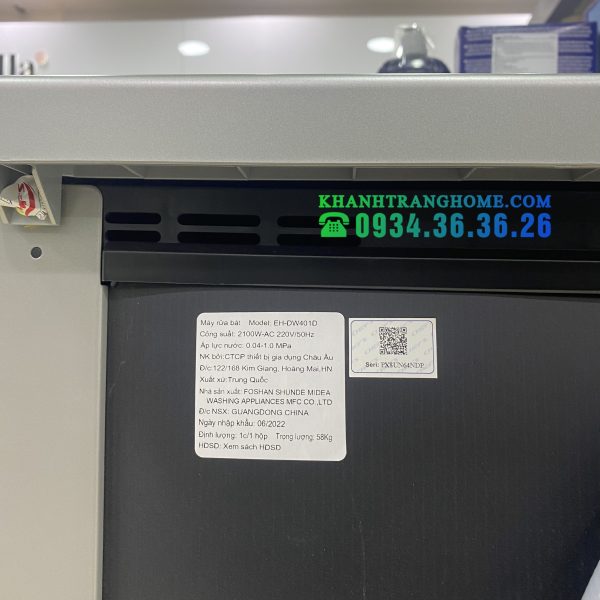 lla
KHANHTRANGHOME.COM
0934.36.36.26
Máy rửa bát Model: EH-DW401D
Công suất: 2100W-AC 220V/50Hz
Áp lực nước: 0.04-1.0 MPa
NK bởi:CTCP thiết bị gia dụng Châu Âu
Đ/c:122/168 Kim Giang, Hoàng Mai,HN
Xuất xứ:Trung Quốc
Nhà sản xuất: FOSHAN SHUNDE MIDEA
WASHING APPLIANCES MFC CO.,LTD
Đ/c NSX: GUANGDONG CHINA
Ngày nhập khẩu: 06/2022
Định lượng: 1c/1 hộp Trọng lượng: 58Kg
HDSD: Xem sách HDSD
Seri: PX8UN64NDP